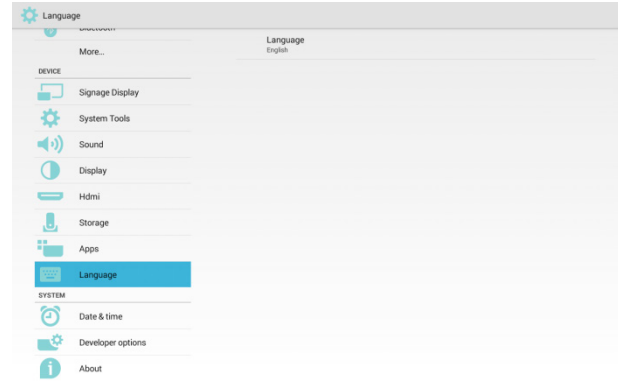 Language
More...
DEVICE
Signage Display
System Tools
Sound
Display
Hdmi
Storage
Apps
Language
SYSTEM
Date & time
Developer options
About
Language
English